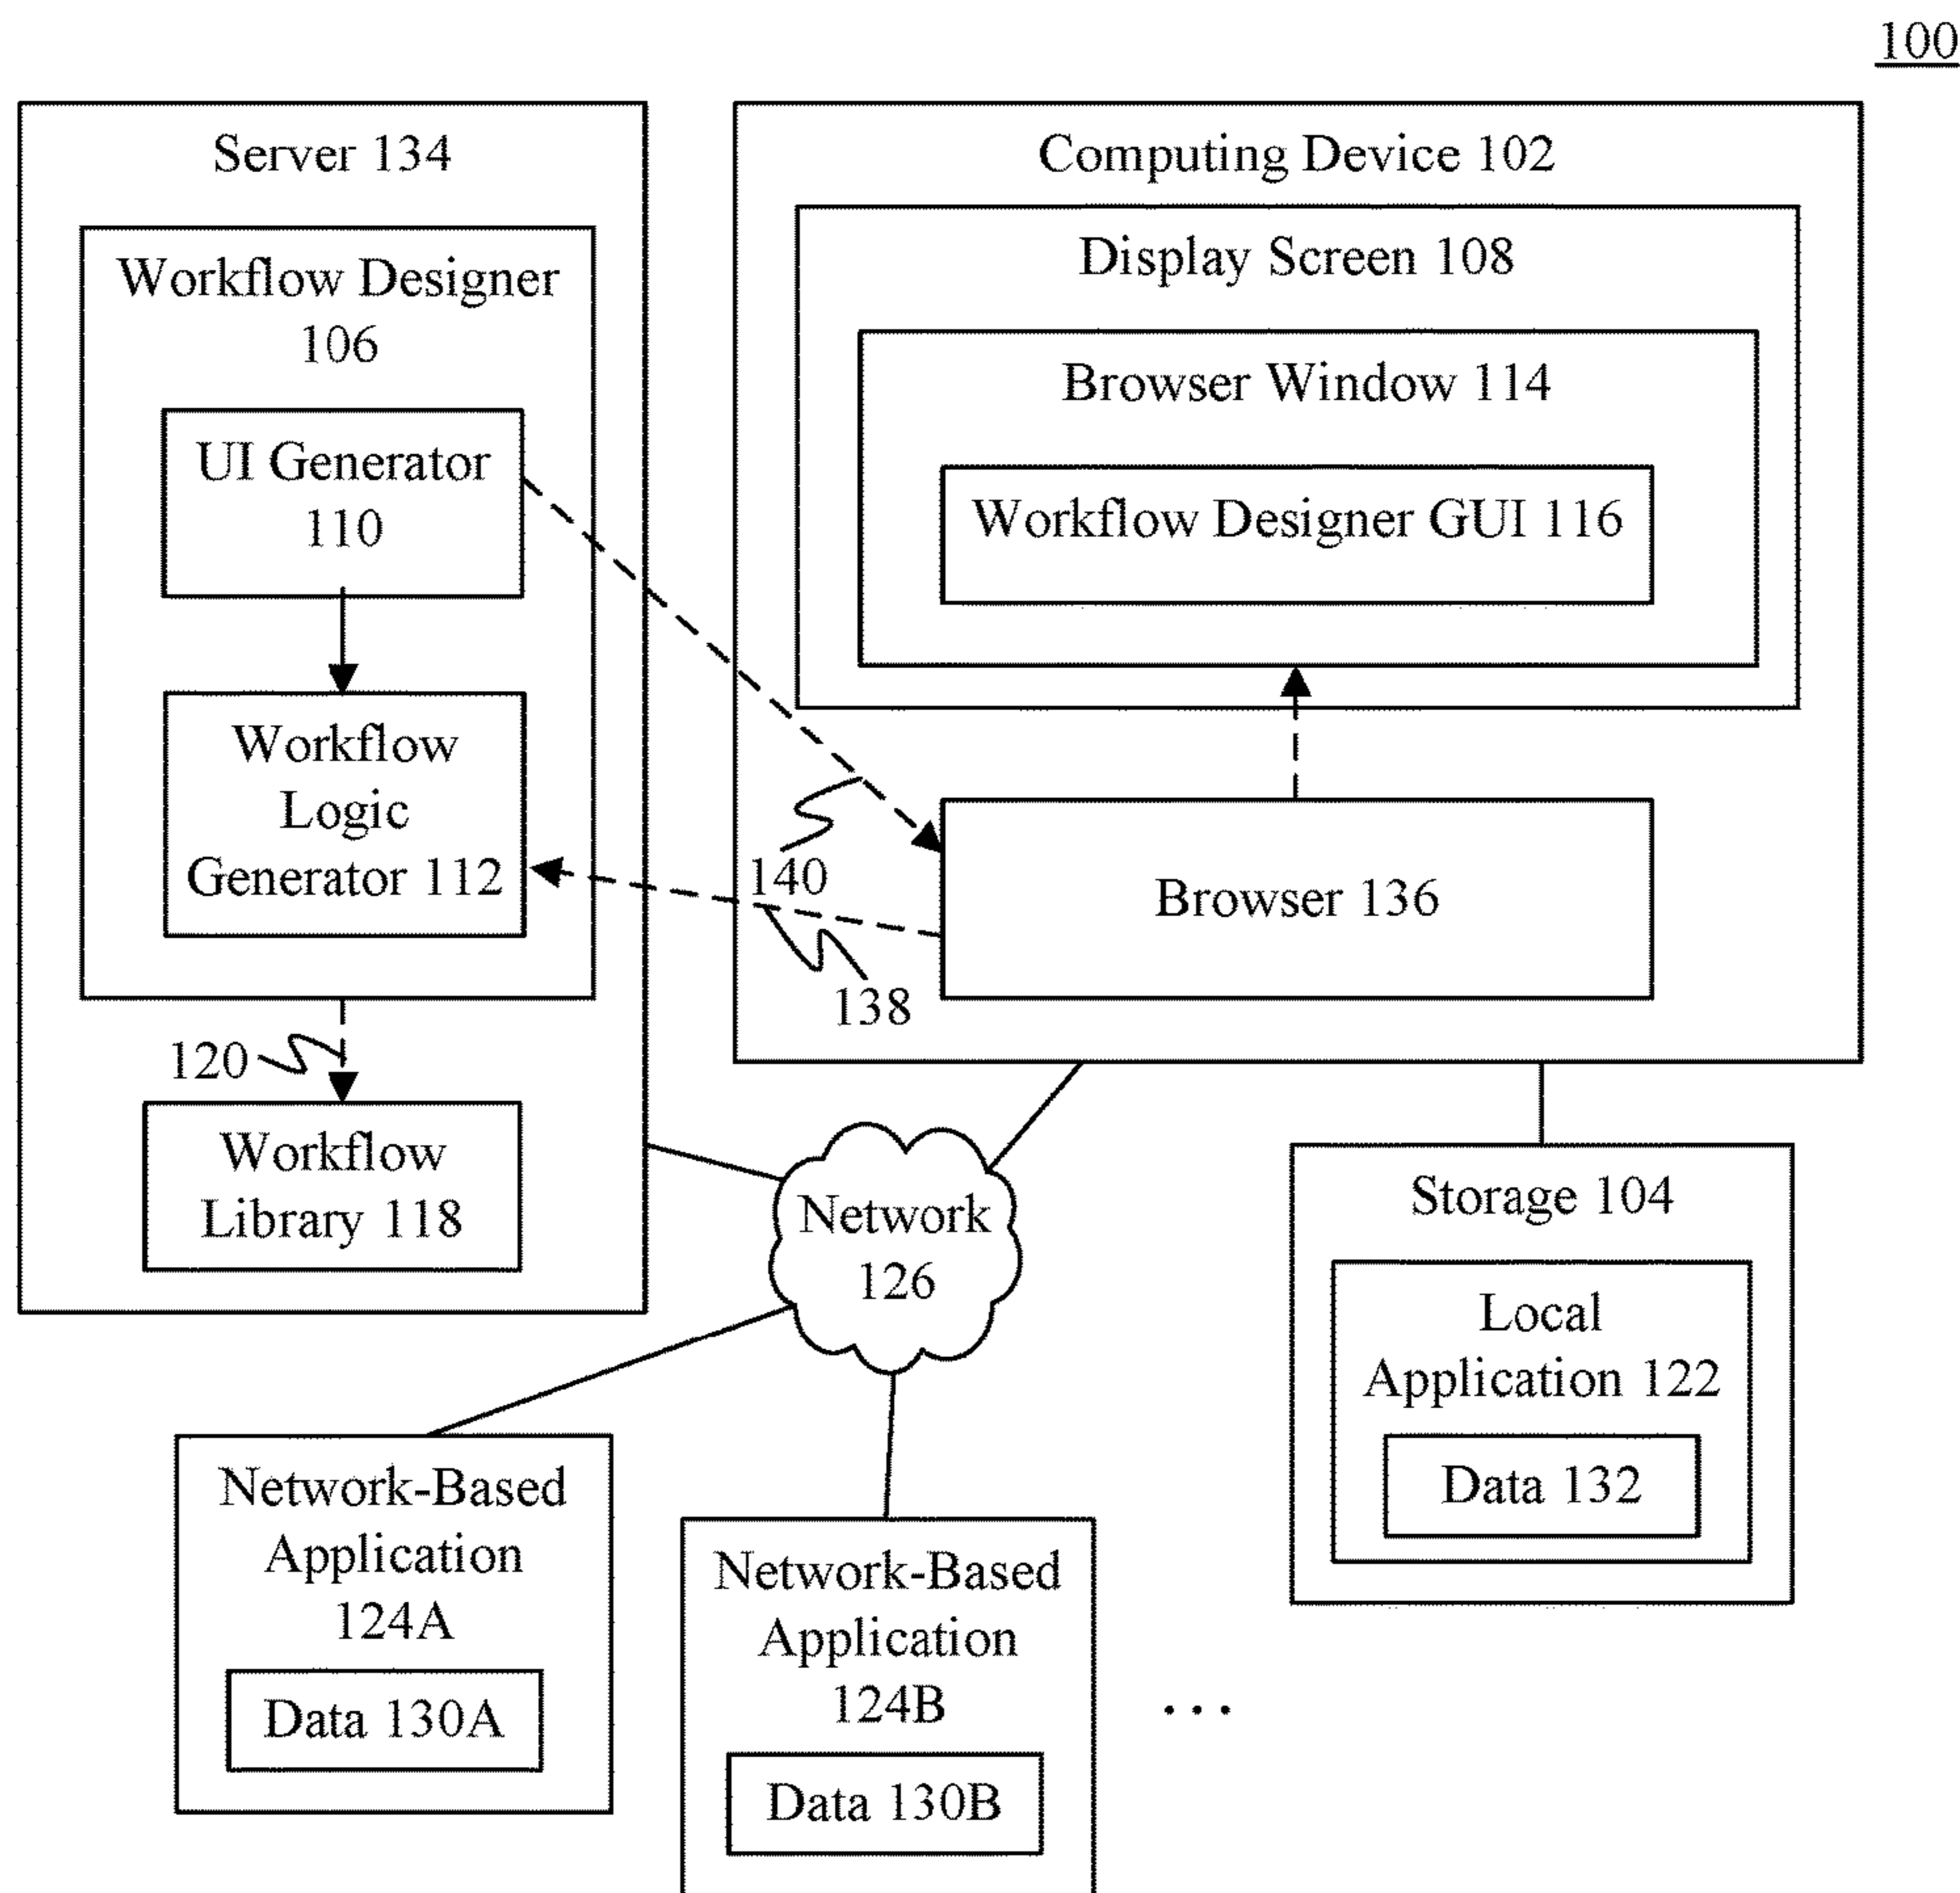 100
Server 134
Workflow Designer
106
UI Generator
110
Workflow
Logic
Generator 112
120
Workflow
Library 118
Computing Device 102
Display Screen 108
Browser Window 114
Workflow Designer GUI 116
140
Browser 136
138
Network
126
Storage 104
Local
Application 122
Data 132
Network-Based
Application
124A
Data 130A
Network-Based
Application
124B
Data 130B
...